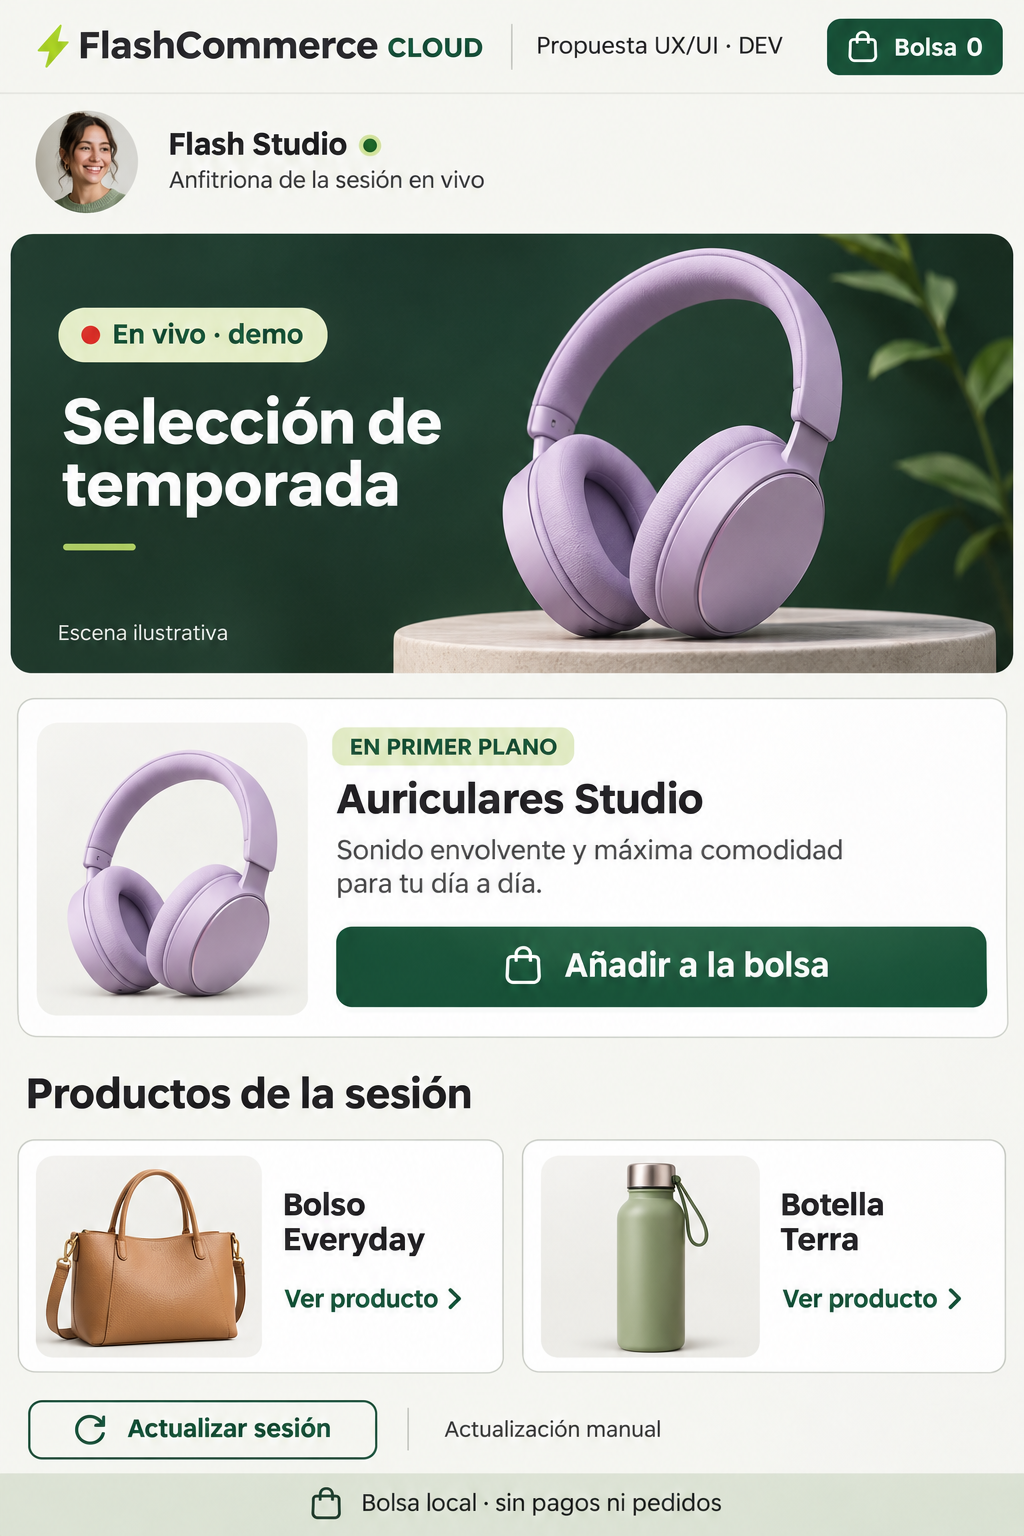 FlashCommerce CLOUD
Propuesta UX/UI · DEV
Bolsa 0
Flash Studio
Anfitriona de la sesión en vivo
En vivo · demo
Selección de
temporada
Escena ilustrativa
EN PRIMER PLANO
Auriculares Studio
Sonido envolvente y máxima comodidad
para tu día a día.
Añadir a la bolsa
Productos de la sesión
Bolso
Everyday
Ver producto
Botella
Terra
Ver producto
Actualizar sesión
Actualización manual
Bolsa local · sin pagos ni pedidos